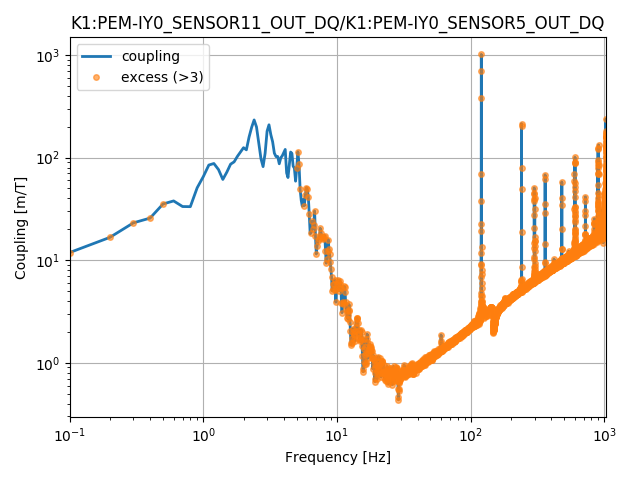 K1:PEM-IY0_SENSOR11_OUT_DQ/K1:PEM-IY0_SENSOR5_OUT_DQ
coupling
excess (>3)
Coupling [m/T]
10³
10²
10¹
10⁰
10⁻¹ 10⁰ 10¹ 10² 10³
Frequency [Hz]